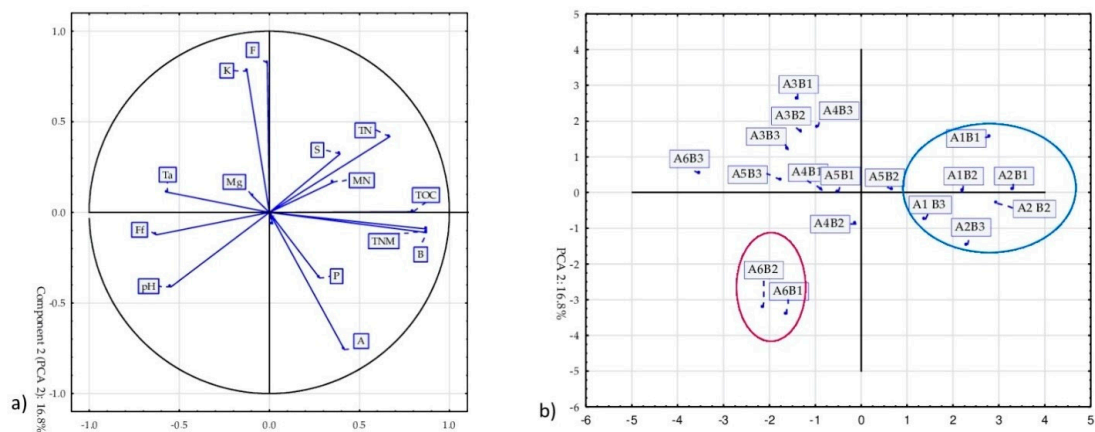 1.0
0.5
0.0
-0.5
-1.0
-1.0
-0.5
0.0
0.5
1.0
Component 2 (PCA 2): 16.8%
F
K
TN
S
MN
Ta
Mg
TOC
Ff
TNM
B
pH
P
A
a)
5
4
3
2
1
0
-1
-2
-3
-4
-5
-6
-6
-5
-4
-3
-2
-1
0
1
2
3
4
5
PCA 2: 16.8%
A3B1
A3B2
A4B3
A3B3
A1B1
A6B3
A5B3
A4B1
A5B1
A5B2
A1B2
A2B1
A1 B3
A2 B2
A4B2
A2B3
A6B2
A6B1
b)